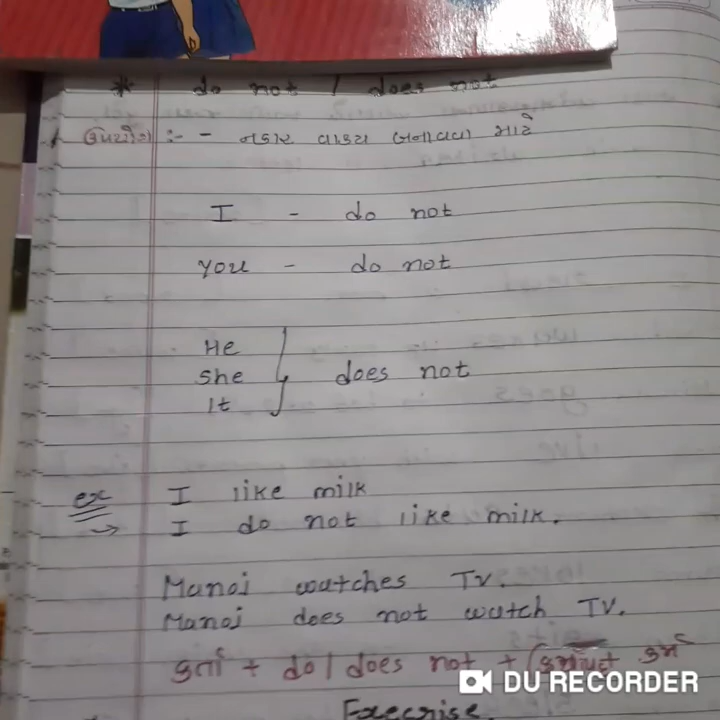 * do not / does not
ઉપયોગ :- - નકાર વાક્ય બનાવવા માટે
I - do not
you - do not
He
she
It
does not
ex I like milk
→ I do not like milk.
Manoj watches TV.
Manoj does not watch TV.
કર્તા + do / does not +
DU RECORDER
Execrise